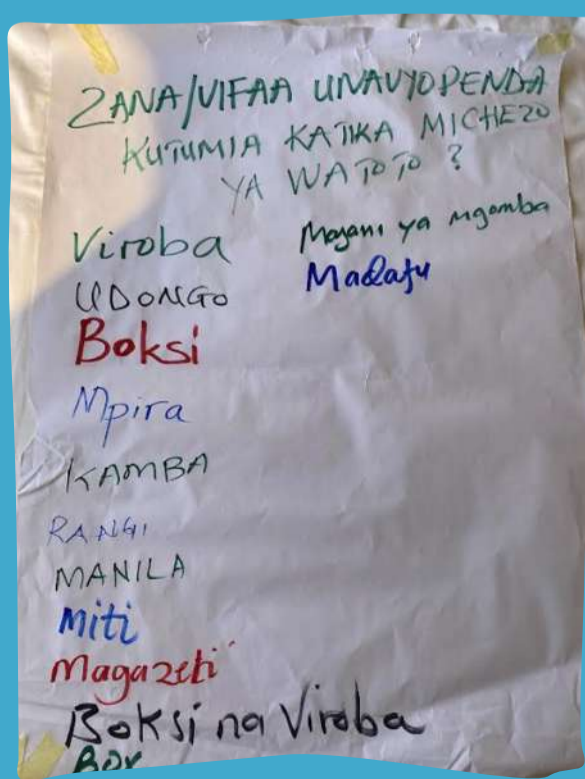 ZANA/VIFAA UNAVYOPENDA
KUTUMIA KATIKA MICHEZO
YA WATOTO ?
Viroba
UDONGO
Boksi
Mpira
KAMBA
RANGI
MANILA
Miti
Magazeti
Boksi na Viroba
BOX
Majani ya mgomba
Madafu